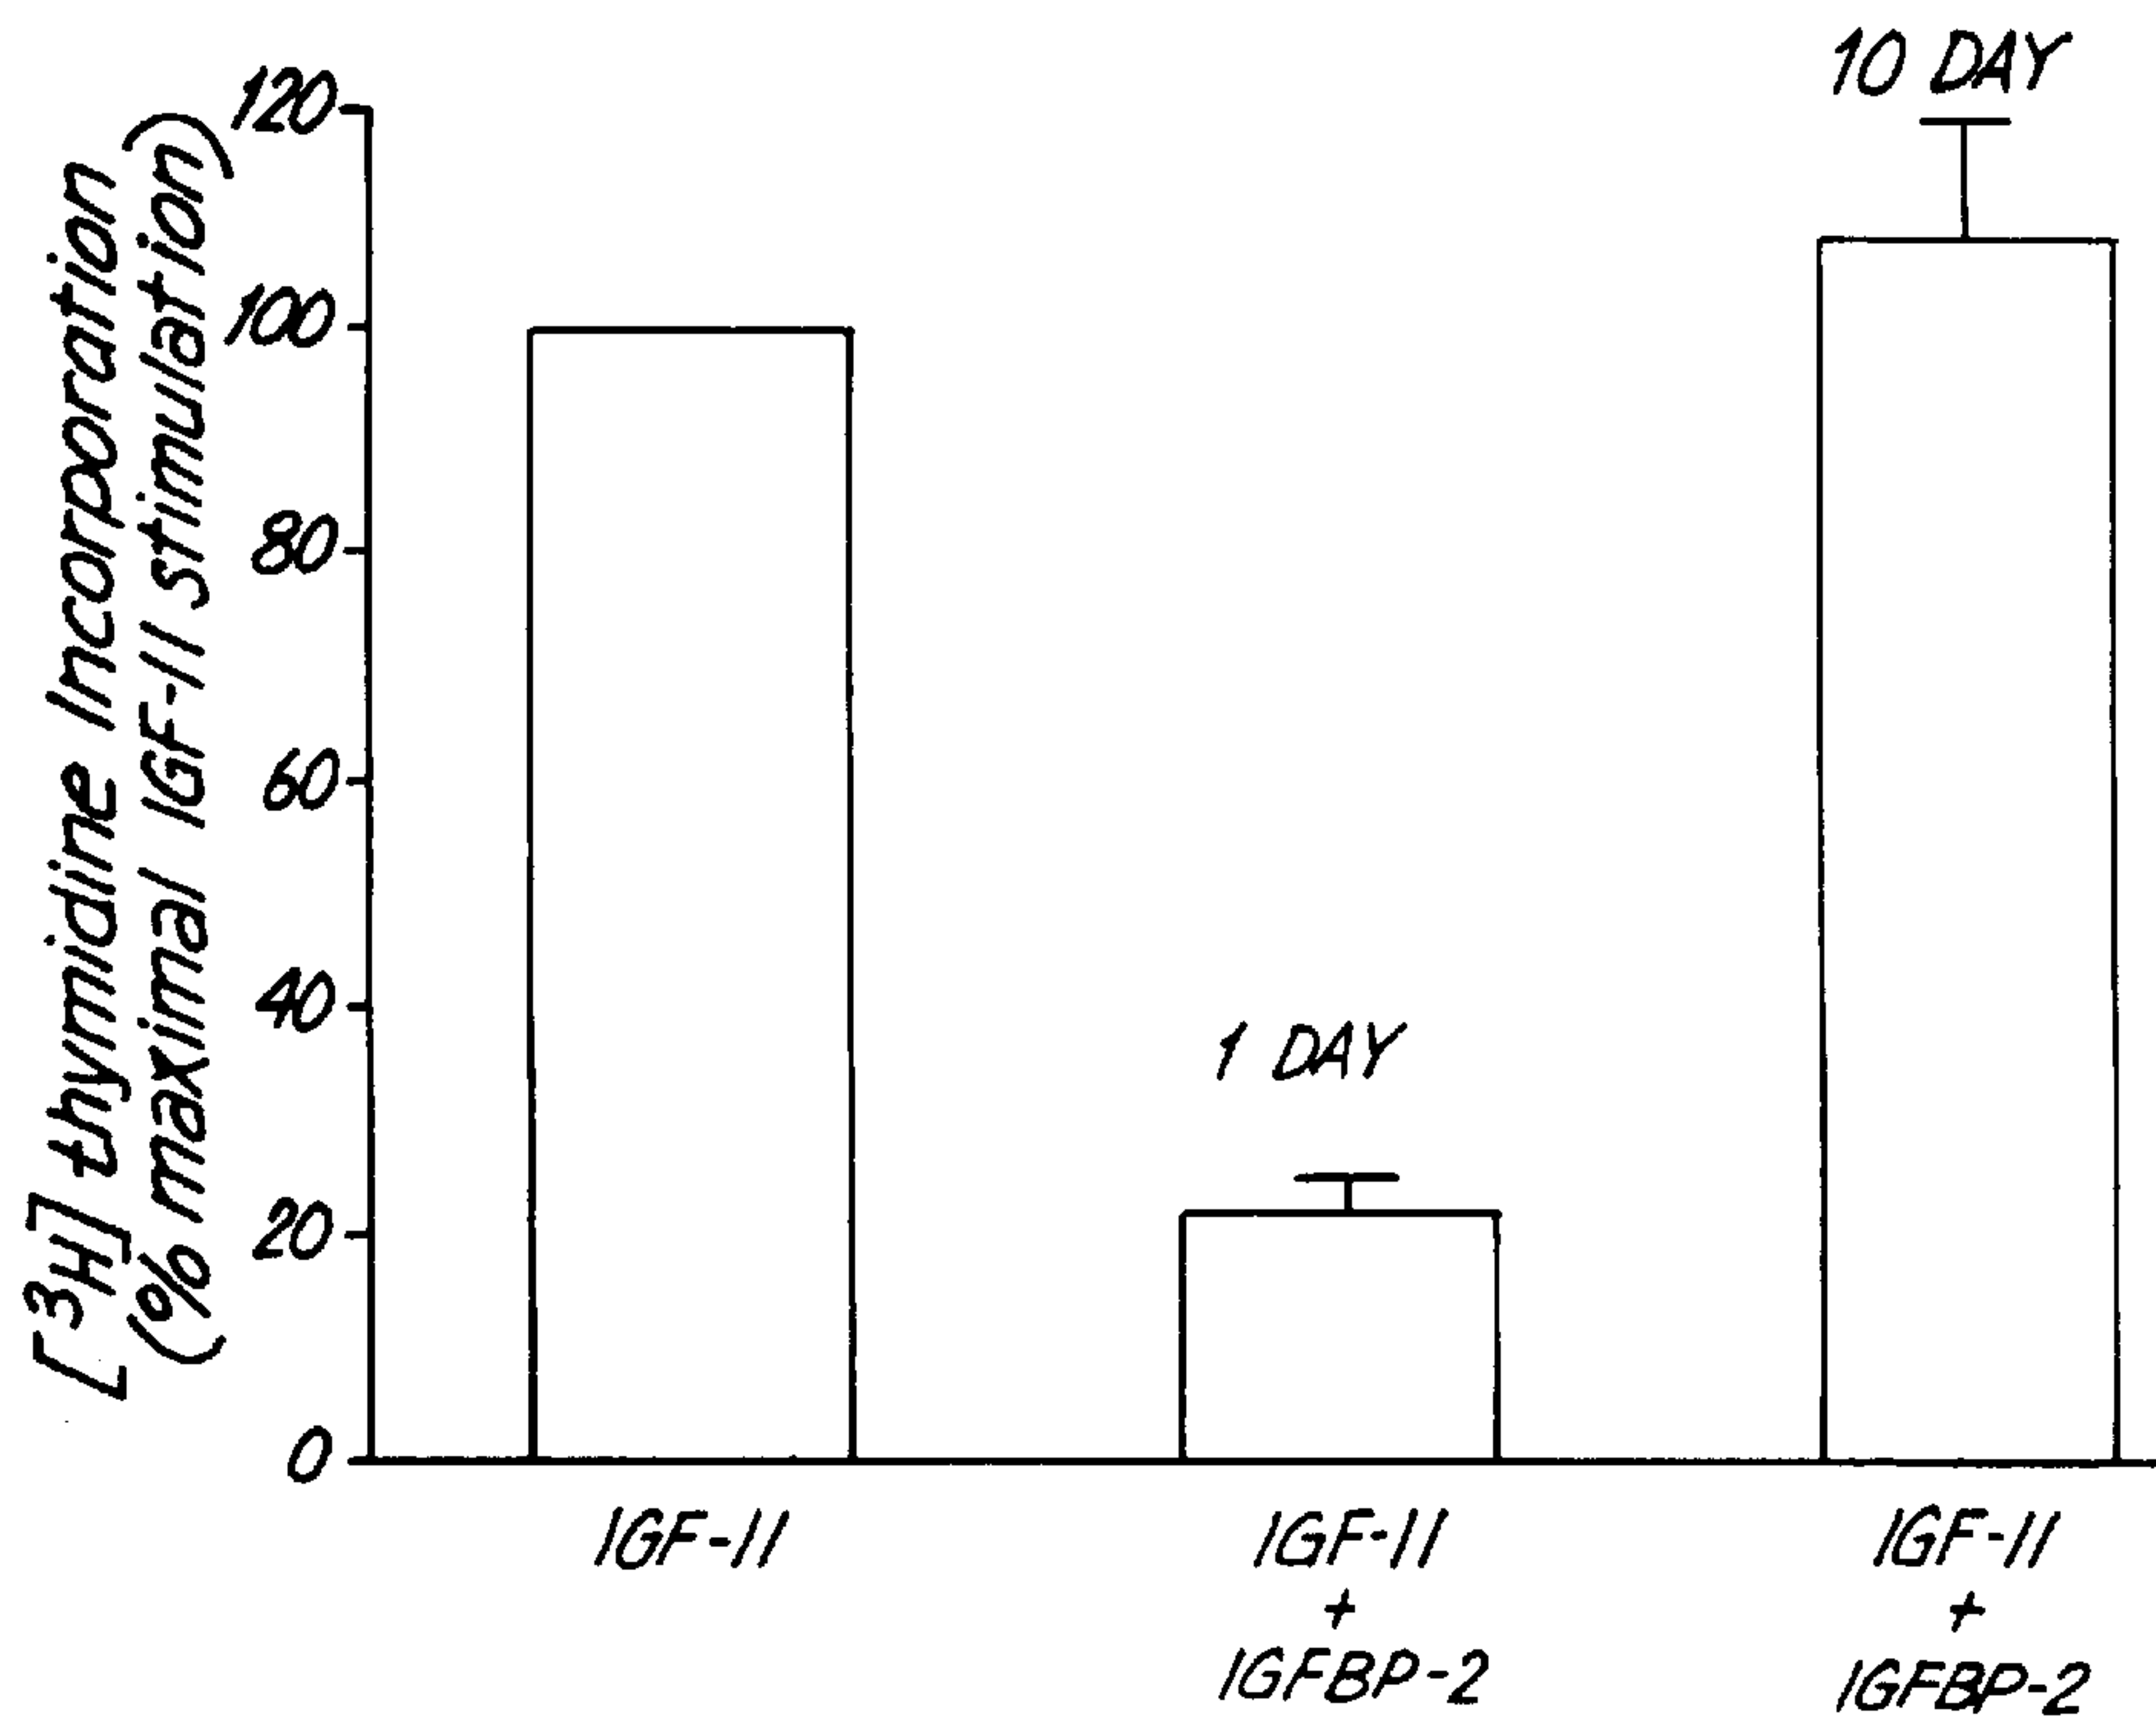 [³H] thymidine Incorporation
(% maximal IGF-II stimulation)
120
100
80
60
40
20
0
10 DAY
1 DAY
IGF-II
IGF-II
+
IGFBP-2
IGF-II
+
IGFBP-2